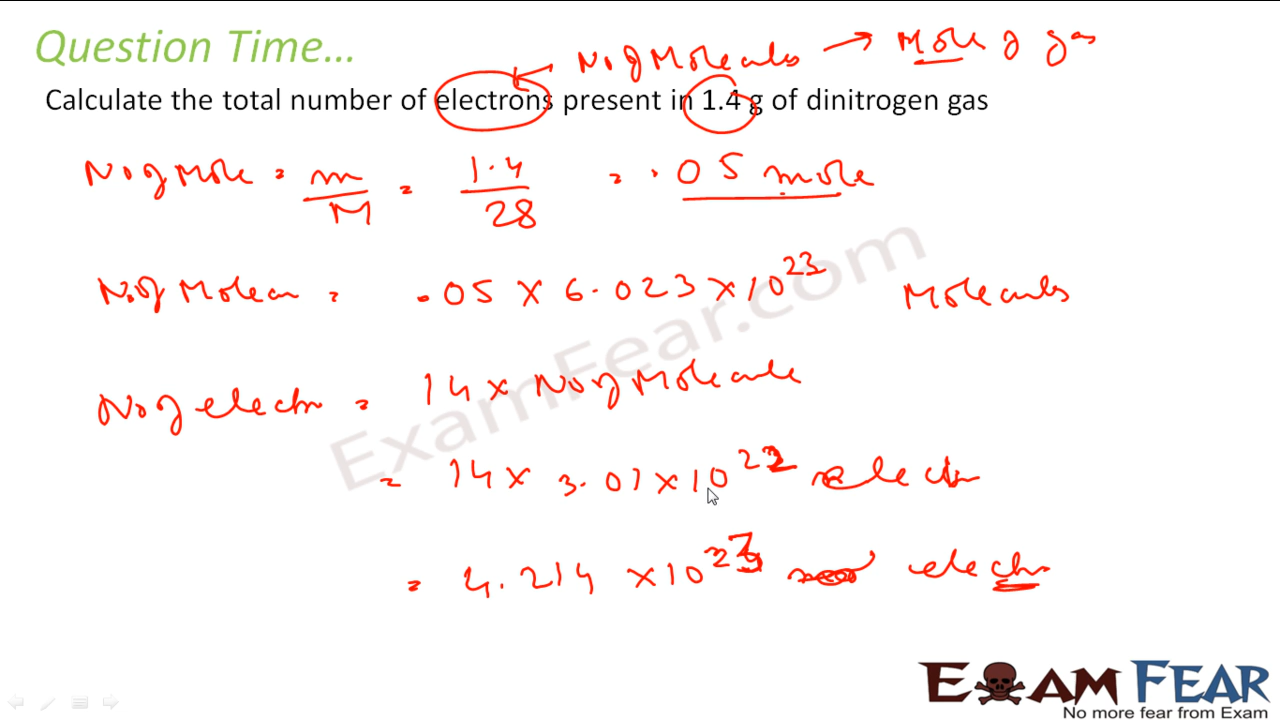 Question Time...
No of Molecules → Mole of gas
Calculate the total number of electrons present in 1.4 g of dinitrogen gas
No of Mole = m/M = 1.4/28 = .05 mole
No of Molecu = .05 × 6.023 × 10^23 Molecules
No of electr = 14 × No of Molecule
= 14 × 3.01 × 10^22 electr
= 4.214 × 10^23 electr
ExamFear.com
EXAM FEAR
No more fear from Exam